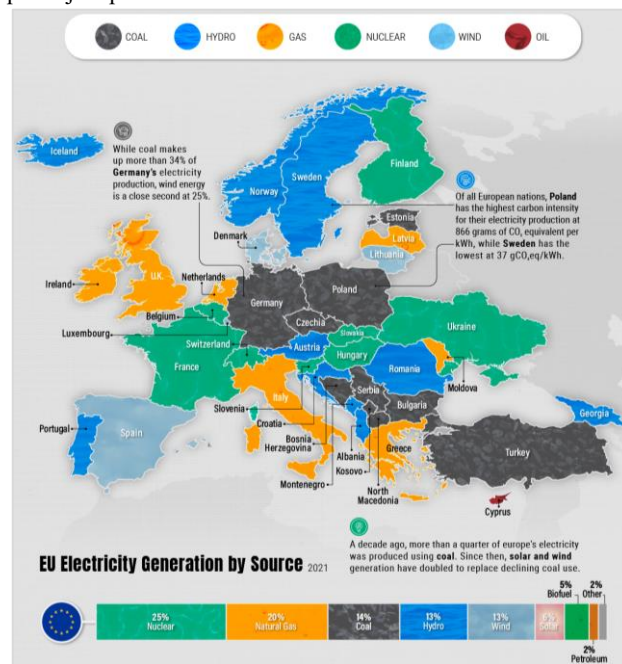 COAL
HYDRO
GAS
NUCLEAR
WIND
OIL
Iceland
While coal makes
up more than 34% of
Germany's electricity
production, wind energy
is a close second at 25%.
Norway
Sweden
Finland
Of all European nations, Poland
has the highest carbon intensity
for their electricity production at
866 grams of CO, equivalent per
kWh, while Sweden has the
lowest at 37 gCO,eq/kWh.
Estonia
Latvia
Lithuania
Denmark
Ireland
U.K.
Netherlands
Belgium
Luxembourg
Germany
Poland
Czechia
Slovakia
Ukraine
Switzerland
Austria
Hungary
France
Romania
Moldova
Italy
Slovenia
Croatia
Serbia
Bulgaria
Georgia
Portugal
Spain
Bosnia
Herzegovina
Montenegro
Albania
Kosovo
North
Macedonia
Greece
Turkey
Cyprus
A decade ago, more than a quarter of europe's electricity
was produced using coal. Since then, solar and wind
generation have doubled to replace declining coal use.
EU Electricity Generation by Source 2021
25%
Nuclear
20%
Natural Gas
14%
Coal
13%
Hydro
13%
Wind
Solar
5%
Biofuel
2%
Other
2%
Petroleum